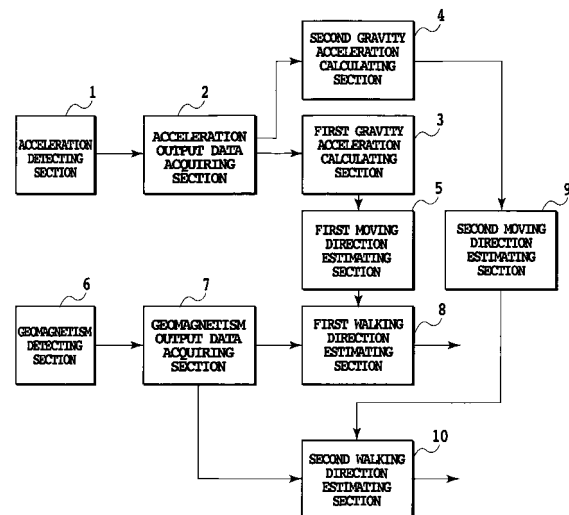 4
SECOND GRAVITY
ACCELERATION
CALCULATING
SECTION
1
ACCELERATION
DETECTING
SECTION
2
ACCELERATION
OUTPUT DATA
ACQUIRING
SECTION
3
FIRST GRAVITY
ACCELERATION
CALCULATING
SECTION
5
FIRST MOVING
DIRECTION
ESTIMATING
SECTION
9
SECOND MOVING
DIRECTION
ESTIMATING
SECTION
6
GEOMAGNETISM
DETECTING
SECTION
7
GEOMAGNETISM
OUTPUT DATA
ACQUIRING
SECTION
8
FIRST WALKING
DIRECTION
ESTIMATING
SECTION
10
SECOND WALKING
DIRECTION
ESTIMATING
SECTION